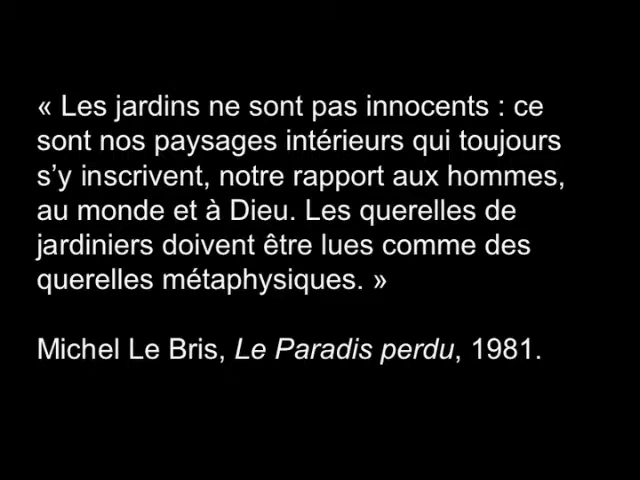 « Les jardins ne sont pas innocents : ce
sont nos paysages intérieurs qui toujours
s’y inscrivent, notre rapport aux hommes,
au monde et à Dieu. Les querelles de
jardiniers doivent être lues comme des
querelles métaphysiques. »
Michel Le Bris, Le Paradis perdu, 1981.